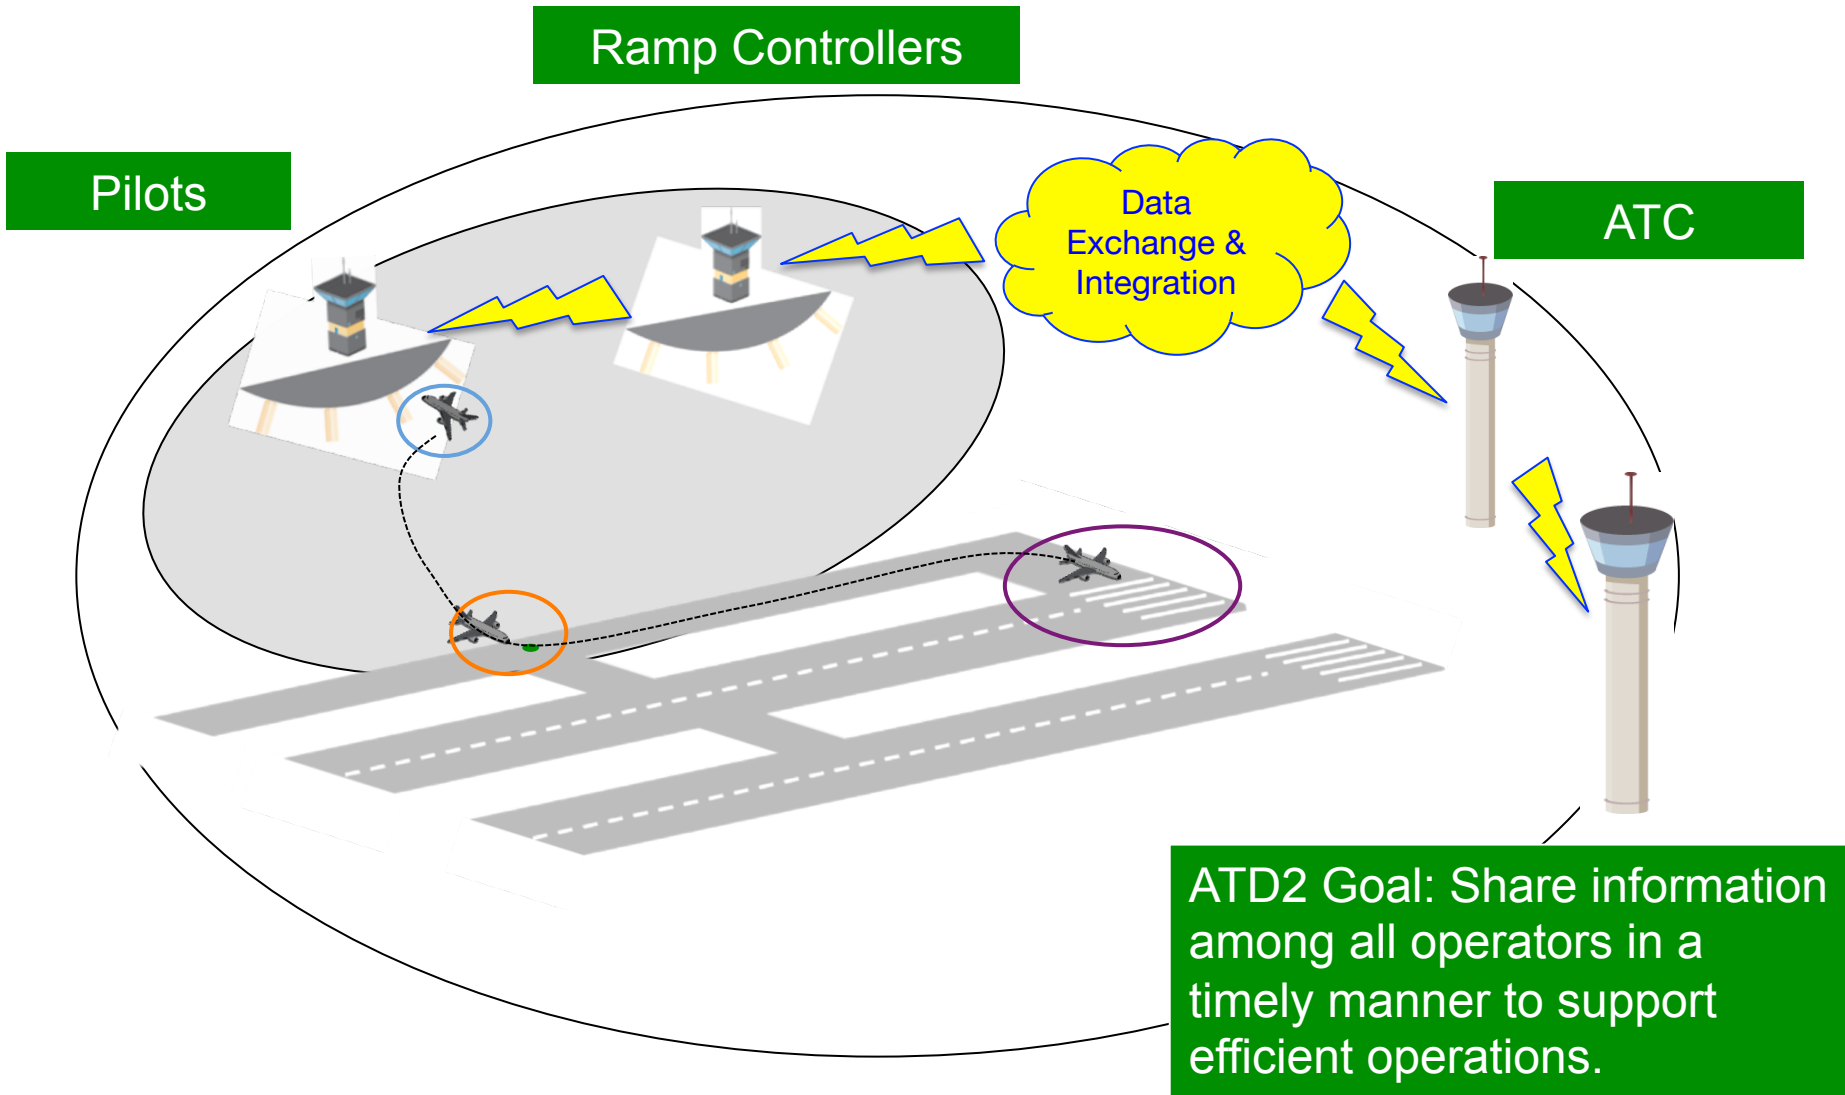 Ramp Controllers
Pilots
ATC
Data
Exchange &
Integration
ATD2 Goal: Share information
among all operators in a
timely manner to support
efficient operations.